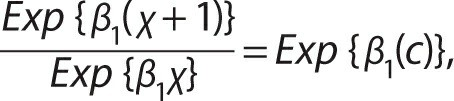 Exp {β₁(χ + 1)}
Exp {β₁χ}
= Exp {β₁(c)},